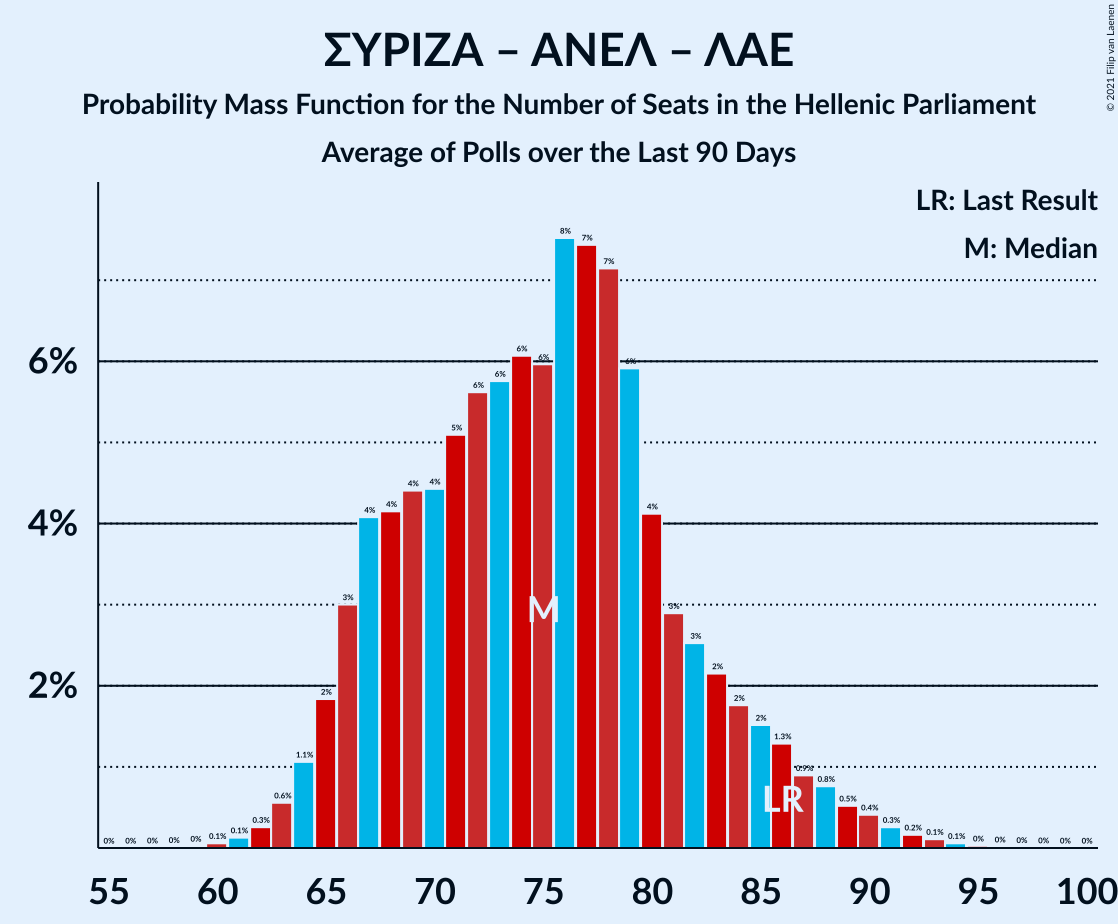 ΣΥΡΙΖΑ – ΑΝΕΛ – ΛΑΕ
Probability Mass Function for the Number of Seats in the Hellenic Parliament
Average of Polls over the Last 90 Days
© 2021 Filip van Laenen
LR: Last Result
M: Median
6%
4%
2%
0% 0% 0% 0% 0% 0.1% 0.1% 0.3% 0.6% 1.1% 2% 3% 4% 4% 4% 4% 5% 6% 6% 6% 6% 8% 7% 7% 6% 4% 3% 3% 2% 2% 2% 1.3% 0.9% 0.8% 0.5% 0.4% 0.3% 0.2% 0.1% 0.1% 0% 0% 0% 0% 0% 0%
M
LR
55 60 65 70 75 80 85 90 95 100